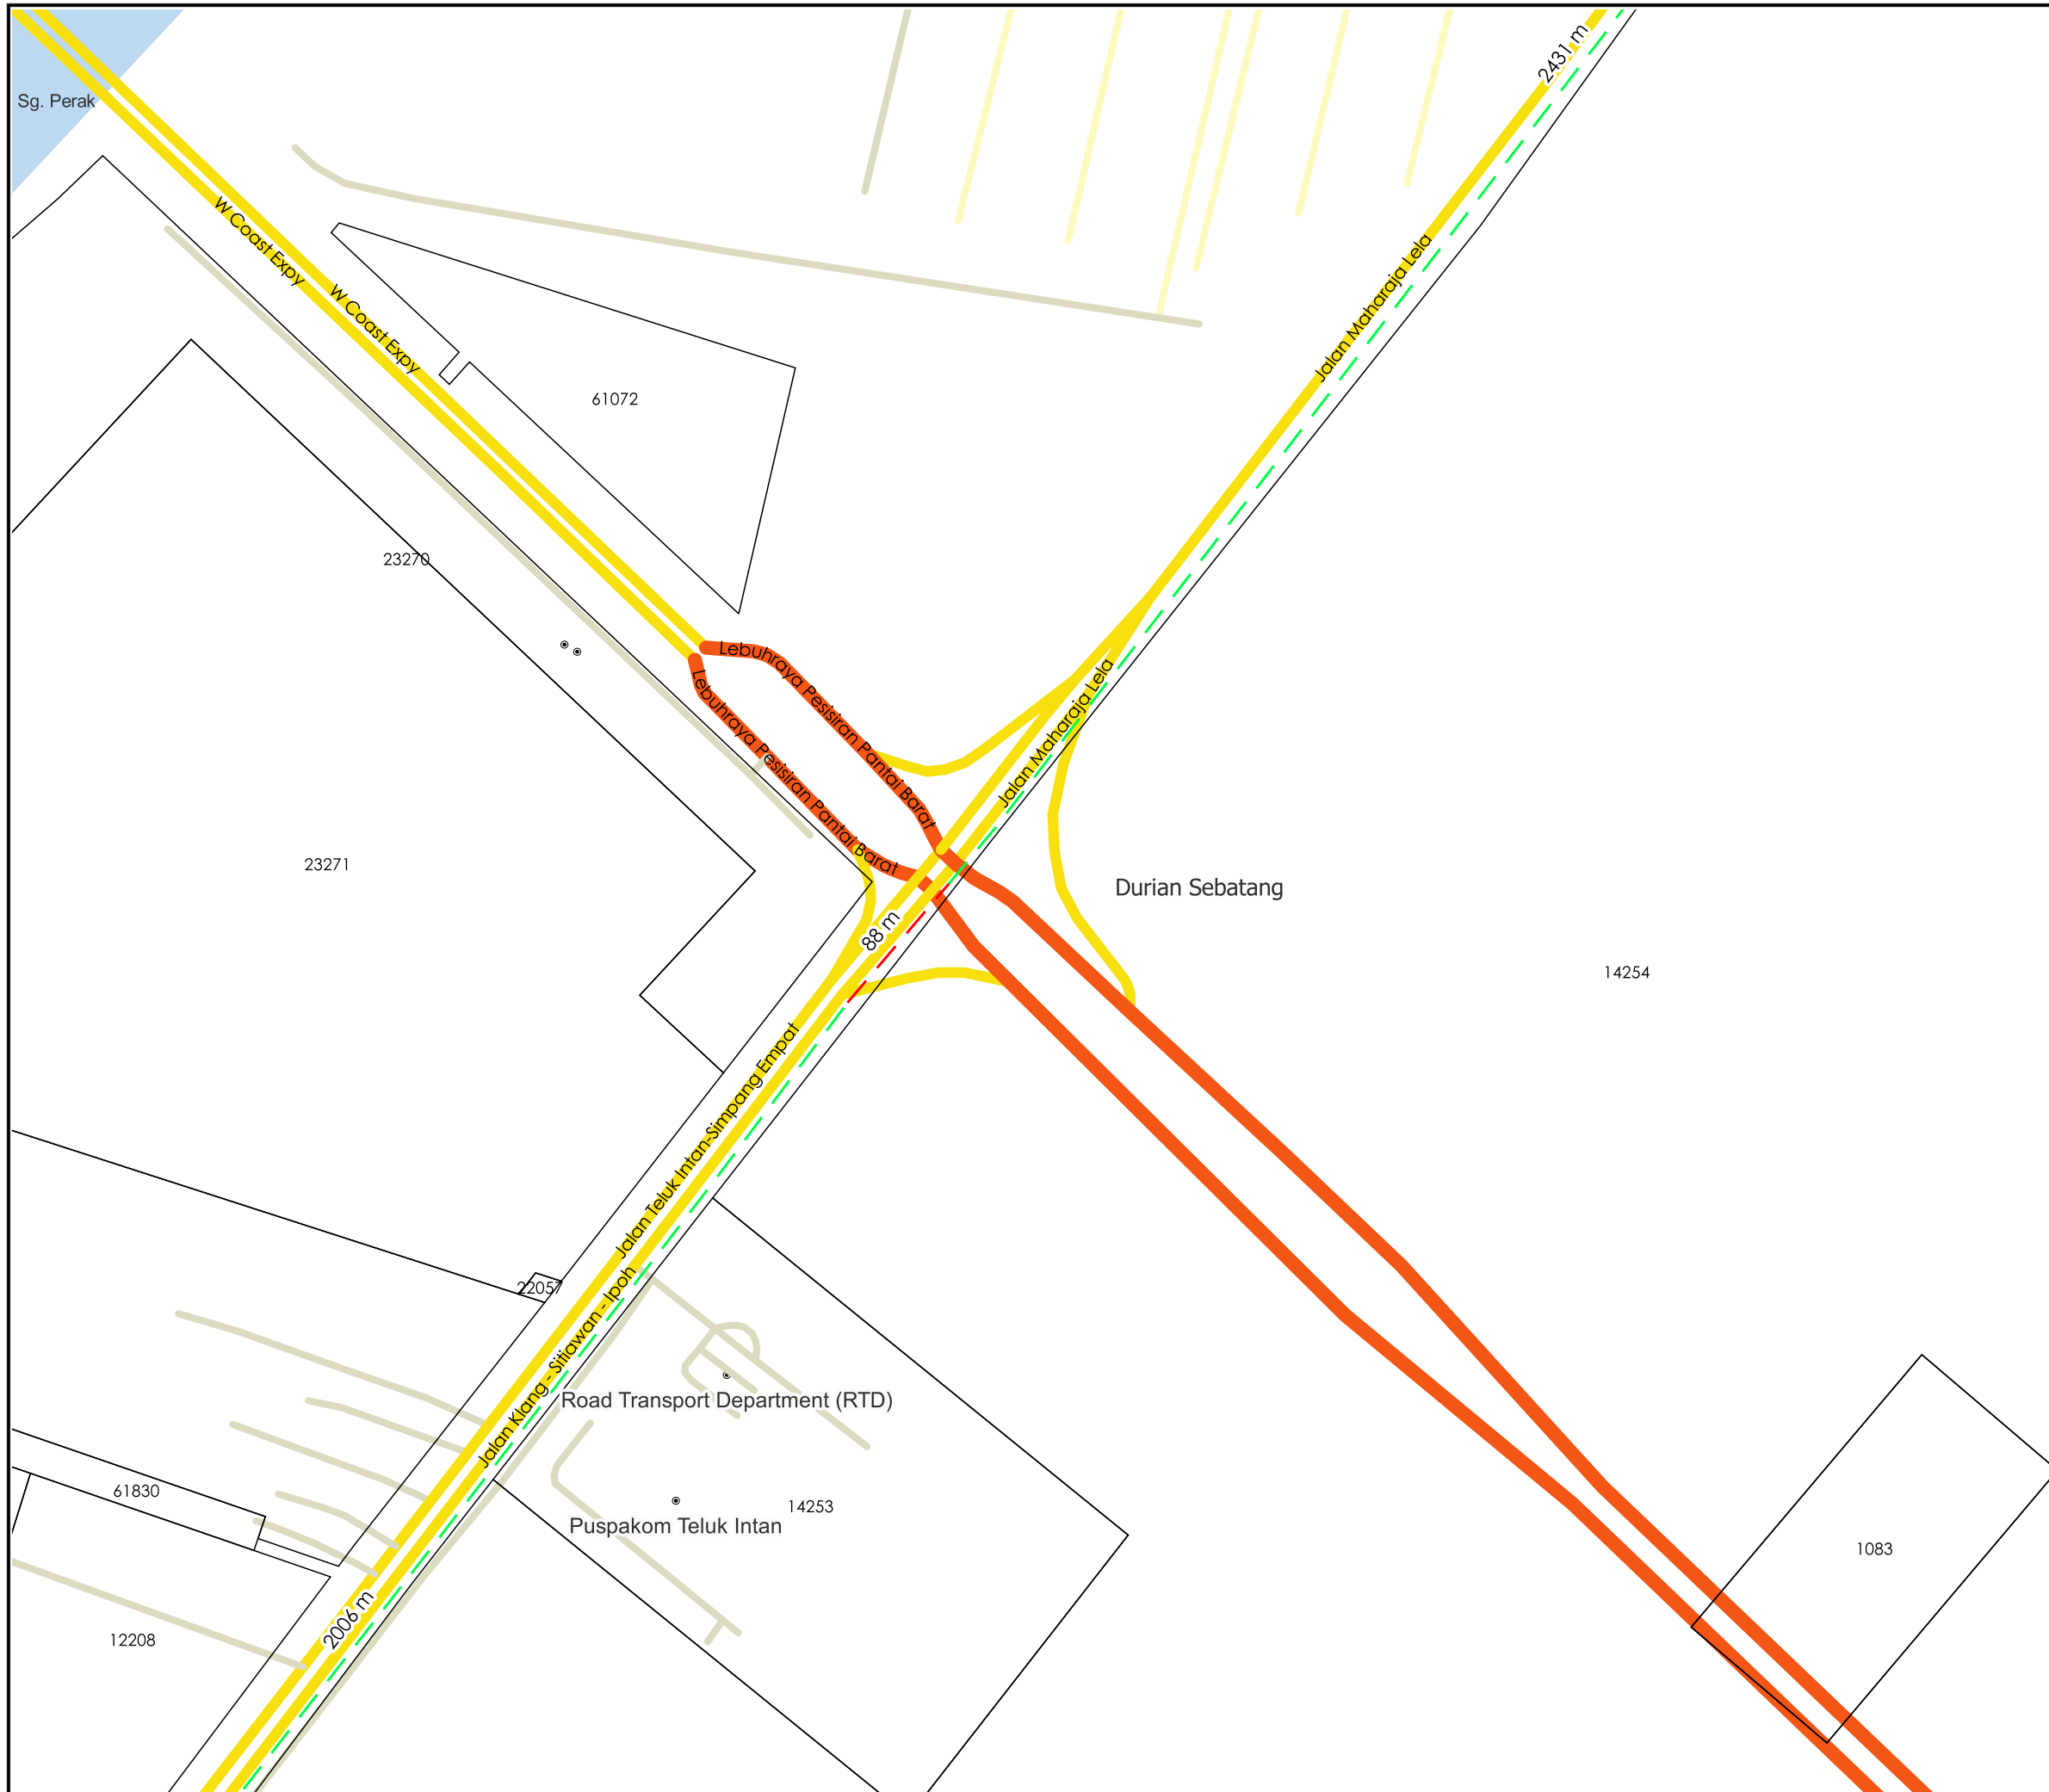 2431 m
Sg. Perak
W Coast Expy
W Coast Expy
Jalan Maharaja Lela
61072
23270
Lebuhraya Pesisiran Pantai Barat
Lebuhraya Pesisiran Pantai Barat
Jalan Maharaja Lela
23271
Durian Sebatang
88 m
14254
Jalan Teluk Intan-Simpang Empat
22057
Jalan Klang - Sitiawan - Ipoh
Road Transport Department (RTD)
61830
14253
Puspakom Teluk Intan
1083
2006 m
12208